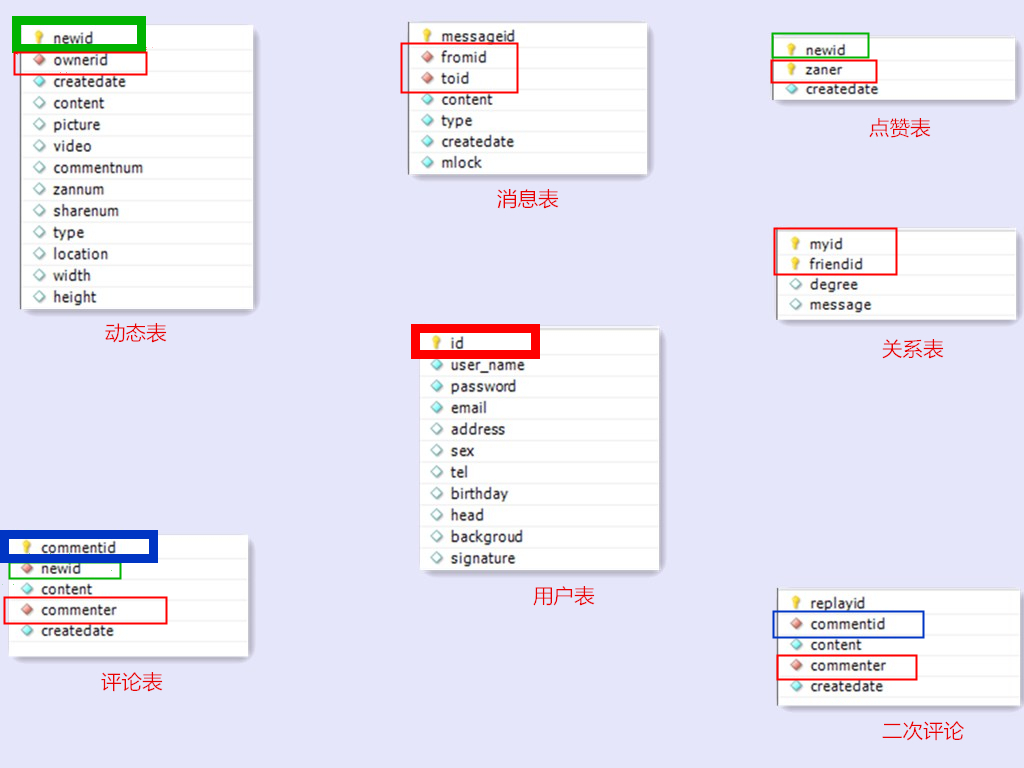 newid
ownerid
createdate
content
picture
video
commentnum
zannum
sharenum
type
location
width
height
动态表
messageid
fromid
toid
content
type
createdate
mlock
消息表
newid
zaner
createdate
点赞表
myid
friendid
degree
message
关系表
id
user_name
password
email
address
sex
tel
birthday
head
backgroud
signature
用户表
commentid
newid
content
commenter
createdate
评论表
replayid
commentid
content
commenter
createdate
二次评论